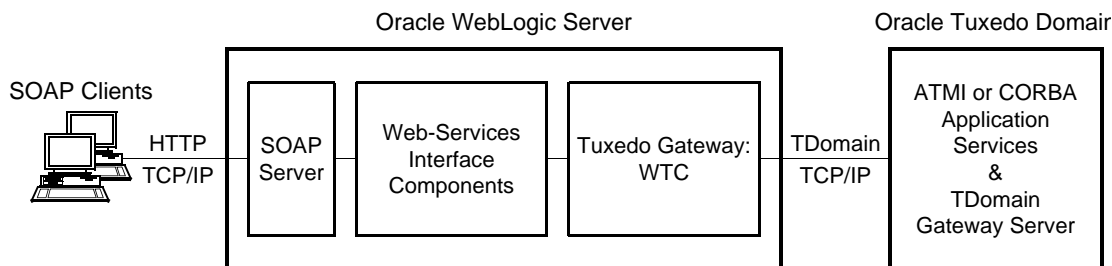 Oracle WebLogic Server
Oracle Tuxedo Domain
SOAP Clients
HTTP
TCP/IP
SOAP
Server
Web-Services
Interface
Components
Tuxedo Gateway:
WTC
TDomain
TCP/IP
ATMI or CORBA
Application
Services
&
TDomain
Gateway Server